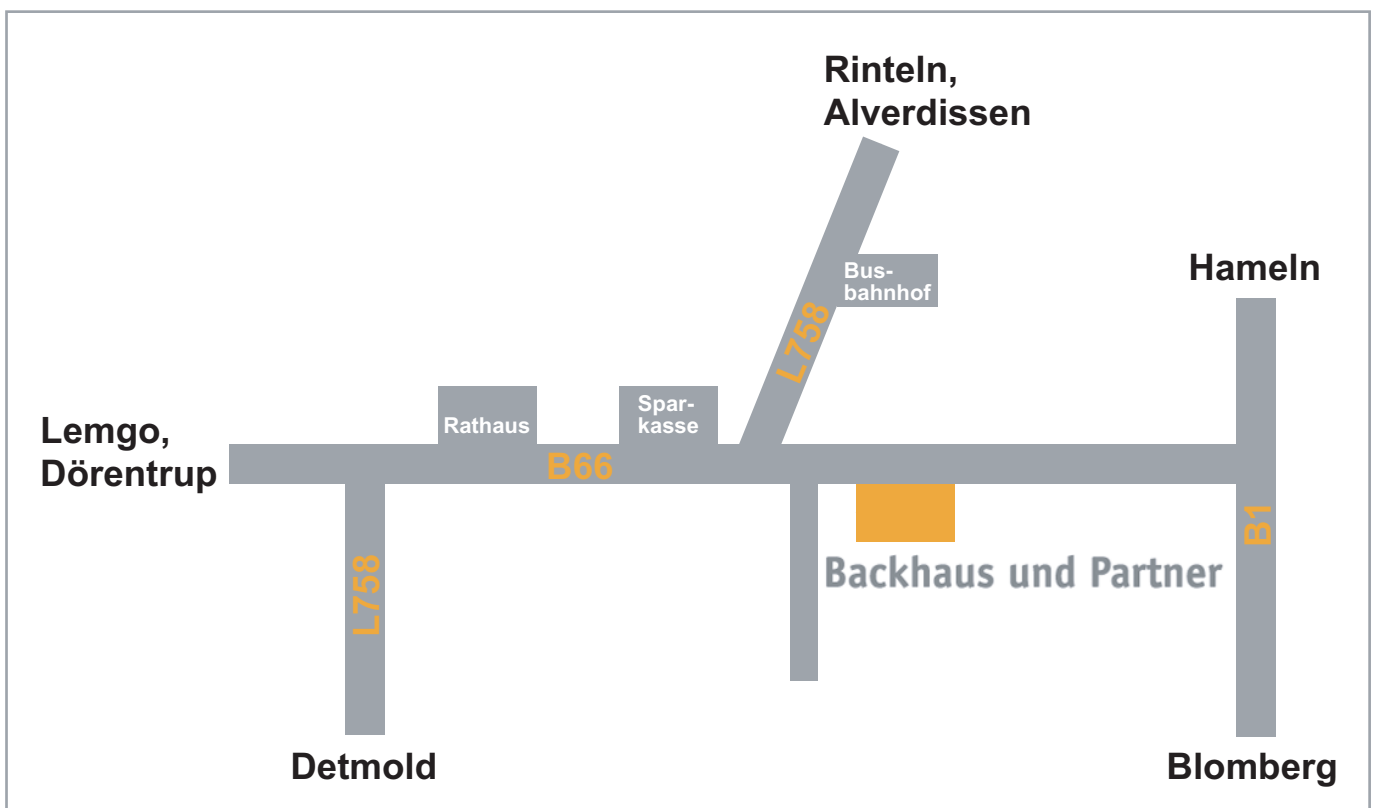 Rinteln,
Alverdissen
Bus-
bahnhof
Hameln
L758
Rathaus
Spar-
kasse
Lemgo,
Dörentrup
B66
B1
L758
Backhaus und Partner
Detmold
Blomberg